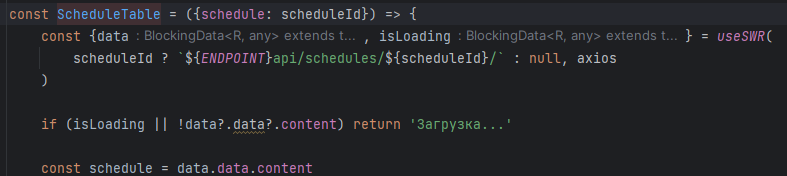 const ScheduleTable = ({schedule: scheduleId}) => {
const {data : BlockingData<R, any> extends t... , isLoading : BlockingData<R, any> extends t... } = useSWR(
scheduleId ? `${ENDPOINT}api/schedules/${scheduleId}/` : null, axios
)
if (isLoading || !data?.data?.content) return 'Загрузка...'
const schedule = data.data.content